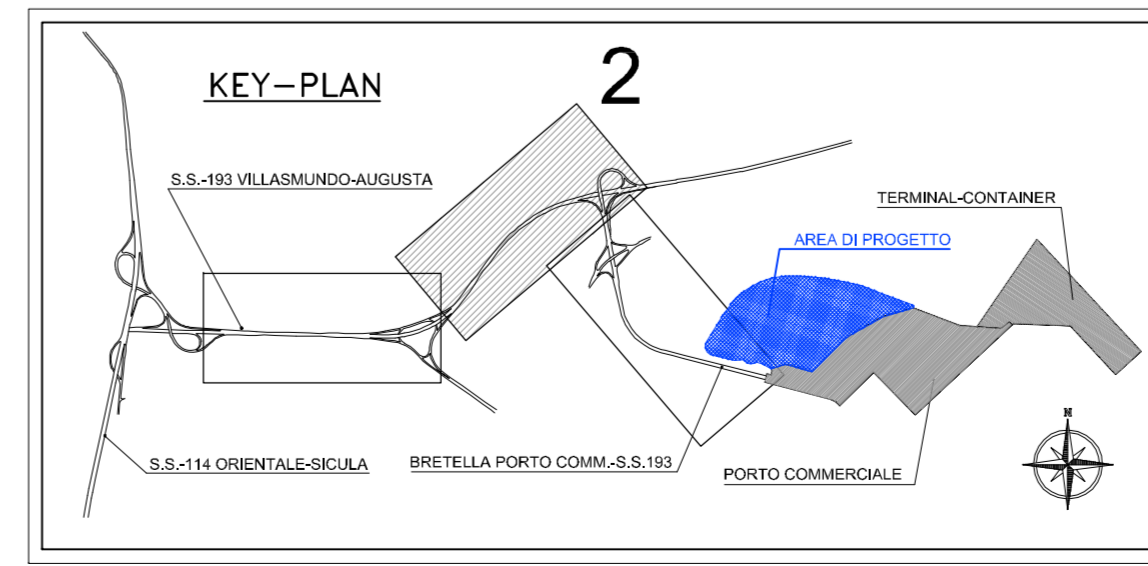 KEY-PLAN
2
S.S.-193 VILLASMUNDO-AUGUSTA
TERMINAL-CONTAINER
AREA DI PROGETTO
S.S.-114 ORIENTALE-SICULA
BRETELLA PORTO COMM.-S.S.193
PORTO COMMERCIALE
N